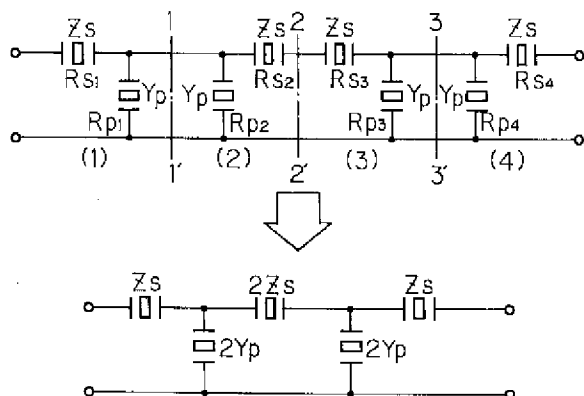 1 2 3
Zs Zs Zs Zs
Rs1 Rs2 Rs3 Rs4
Yp Yp Yp Yp
Rp1 Rp2 Rp3 Rp4
(1) (2) (3) (4)
1' 2' 3'
Zs 2Zs Zs
2Yp 2Yp